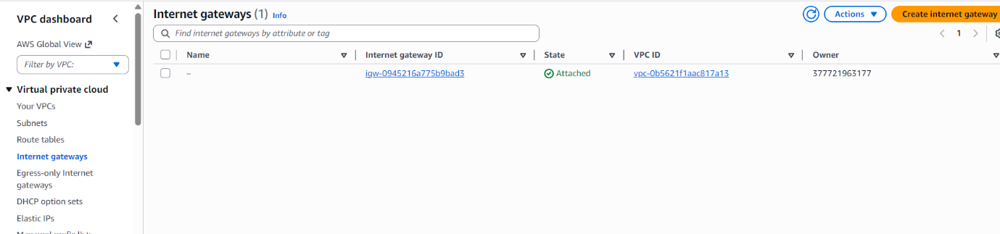 VPC dashboard
AWS Global View
Filter by VPC:
Virtual private cloud
Your VPCs
Subnets
Route tables
Internet gateways
Egress-only Internet
gateways
DHCP option sets
Elastic IPs
Managed prefix lists
Internet gateways (1) Info
Actions
Create internet gateway
Find internet gateways by attribute or tag
1
Name Internet gateway ID State VPC ID Owner
– igw-0945216a775b9bad3 Attached vpc-0b5621f1aac817a13 377721963177